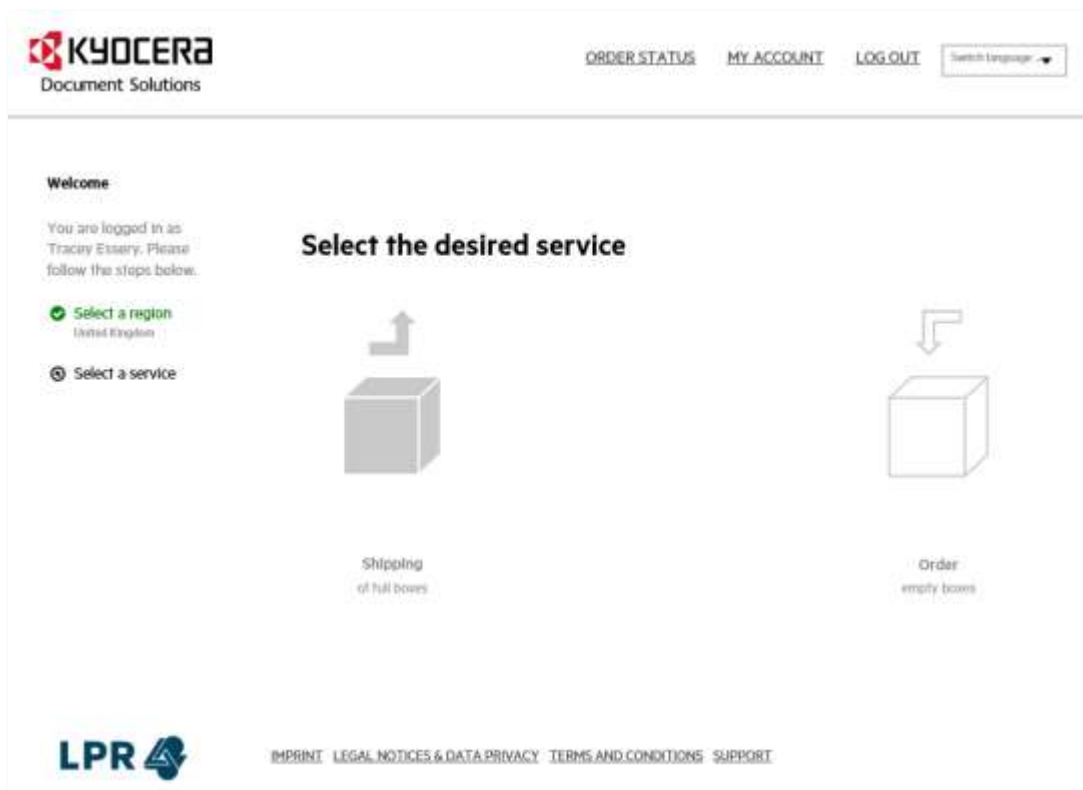 KYOCERA
Document Solutions
ORDER STATUS MY ACCOUNT LOG OUT Switch language
Welcome
You are logged in as
Tracey Essery. Please
follow the steps below.
Select the desired service
Select a region
United Kingdom
Select a service
Shipping
of full boxes
Order
empty boxes
LPR
IMPRINT LEGAL NOTICES & DATA PRIVACY TERMS AND CONDITIONS SUPPORT